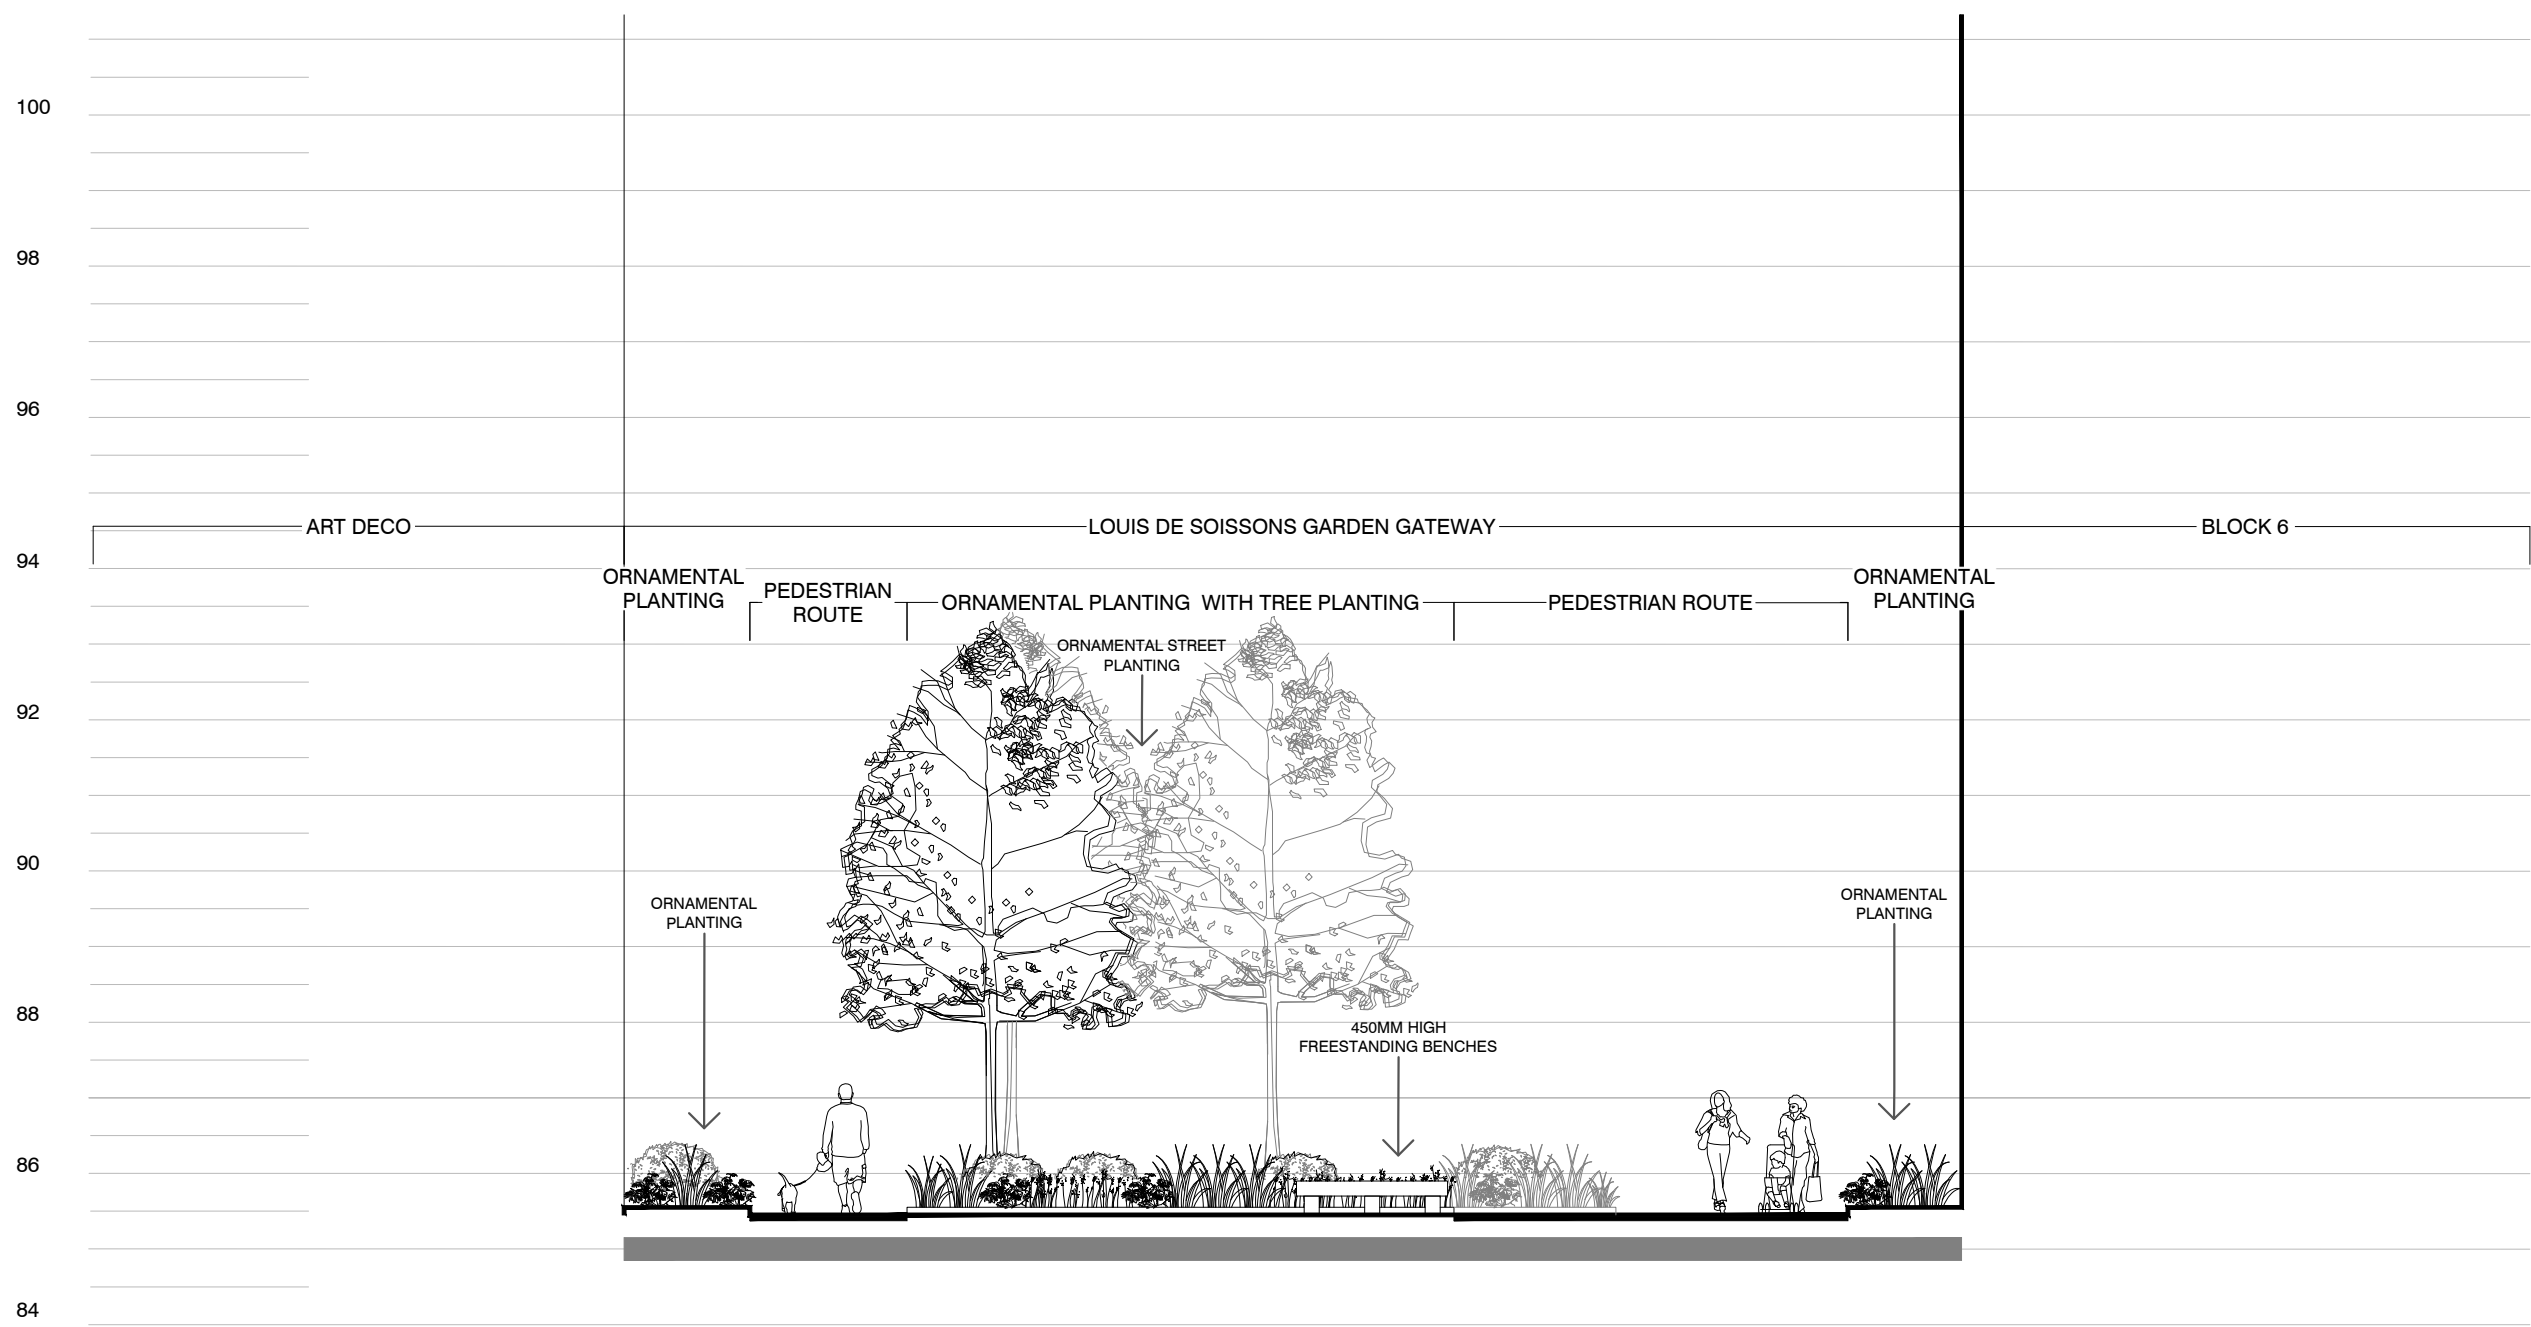 100
98
96
94
92
90
88
86
84
ART DECO
LOUIS DE SOISSONS GARDEN GATEWAY
BLOCK 6
ORNAMENTAL
PLANTING
PEDESTRIAN
ROUTE
ORNAMENTAL PLANTING WITH TREE PLANTING
PEDESTRIAN ROUTE
ORNAMENTAL
PLANTING
ORNAMENTAL STREET
PLANTING
ORNAMENTAL
PLANTING
ORNAMENTAL
PLANTING
450MM HIGH
FREESTANDING BENCHES